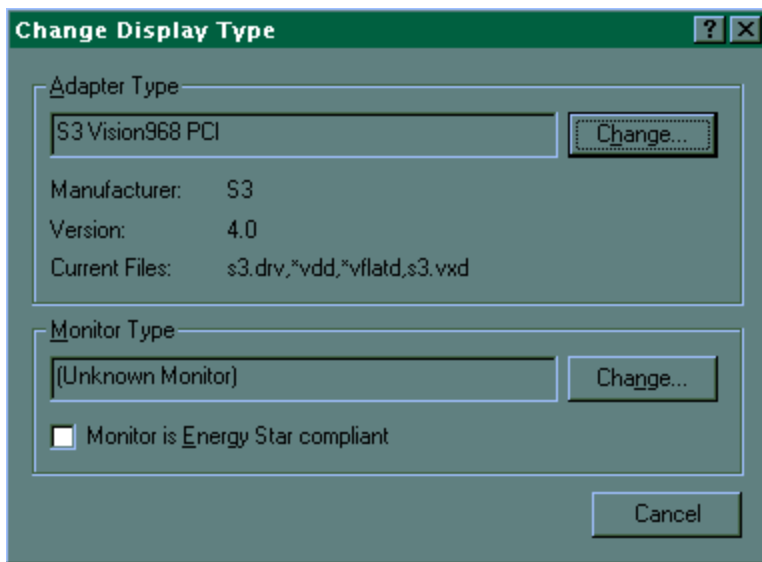 Change Display Type
Adapter Type
S3 Vision968 PCI
Change...
Manufacturer: S3
Version: 4.0
Current Files: s3.drv,*vdd,*vflatd,s3.vxd
Monitor Type
(Unknown Monitor)
Change...
Monitor is Energy Star compliant
Cancel